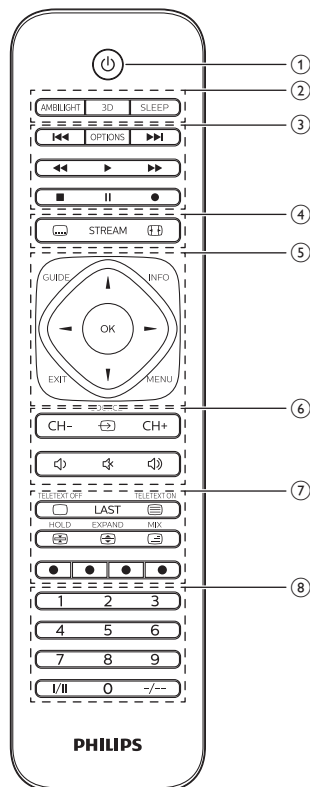 ①
AMBILIGHT 3D SLEEP
②
③
OPTIONS
④
STREAM
⑤
GUIDE INFO
OK
EXIT MENU
⑥
CH- CH+
⑦
TELETEXT OFF TELETEXT ON
LAST
HOLD EXPAND MIX
⑧
1 2 3
4 5 6
7 8 9
I/II 0 -/--
PHILIPS